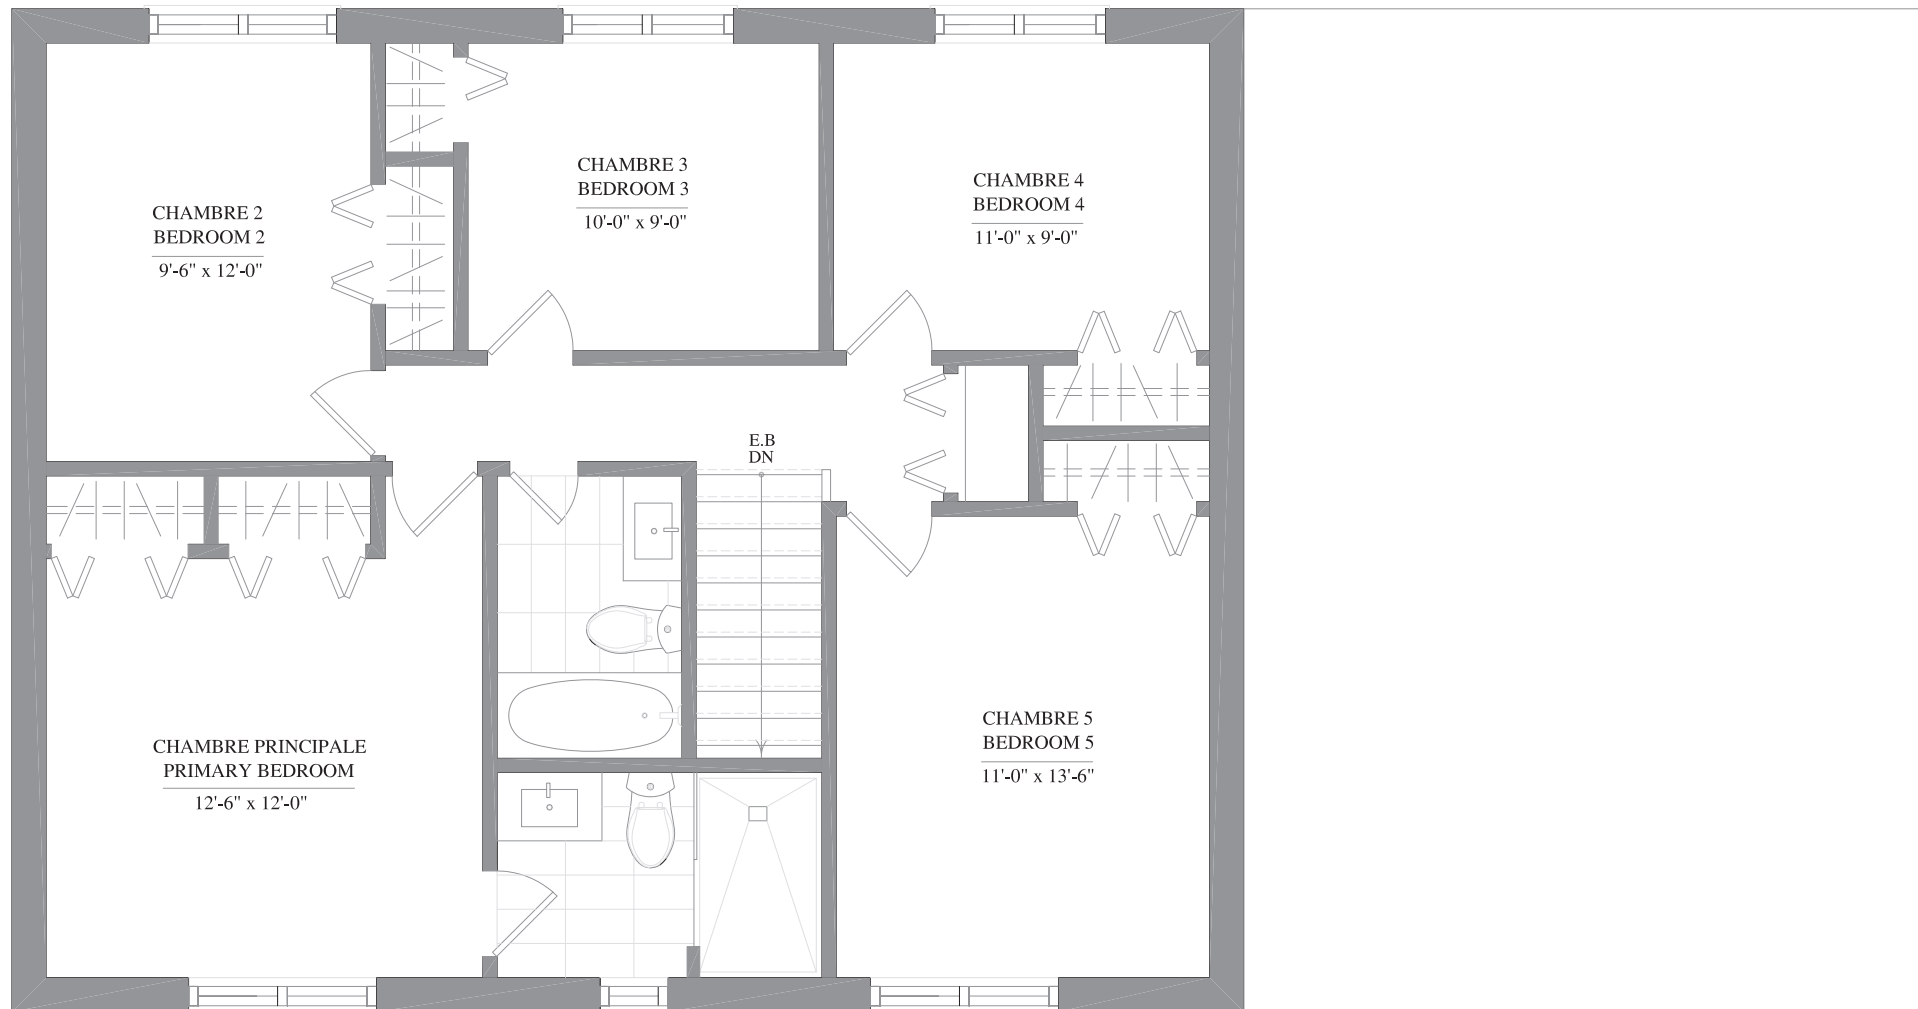 CHAMBRE 2
BEDROOM 2
9'-6" x 12'-0"
CHAMBRE 3
BEDROOM 3
10'-0" x 9'-0"
CHAMBRE 4
BEDROOM 4
11'-0" x 9'-0"
E.B
DN
CHAMBRE PRINCIPALE
PRIMARY BEDROOM
12'-6" x 12'-0"
CHAMBRE 5
BEDROOM 5
11'-0" x 13'-6"